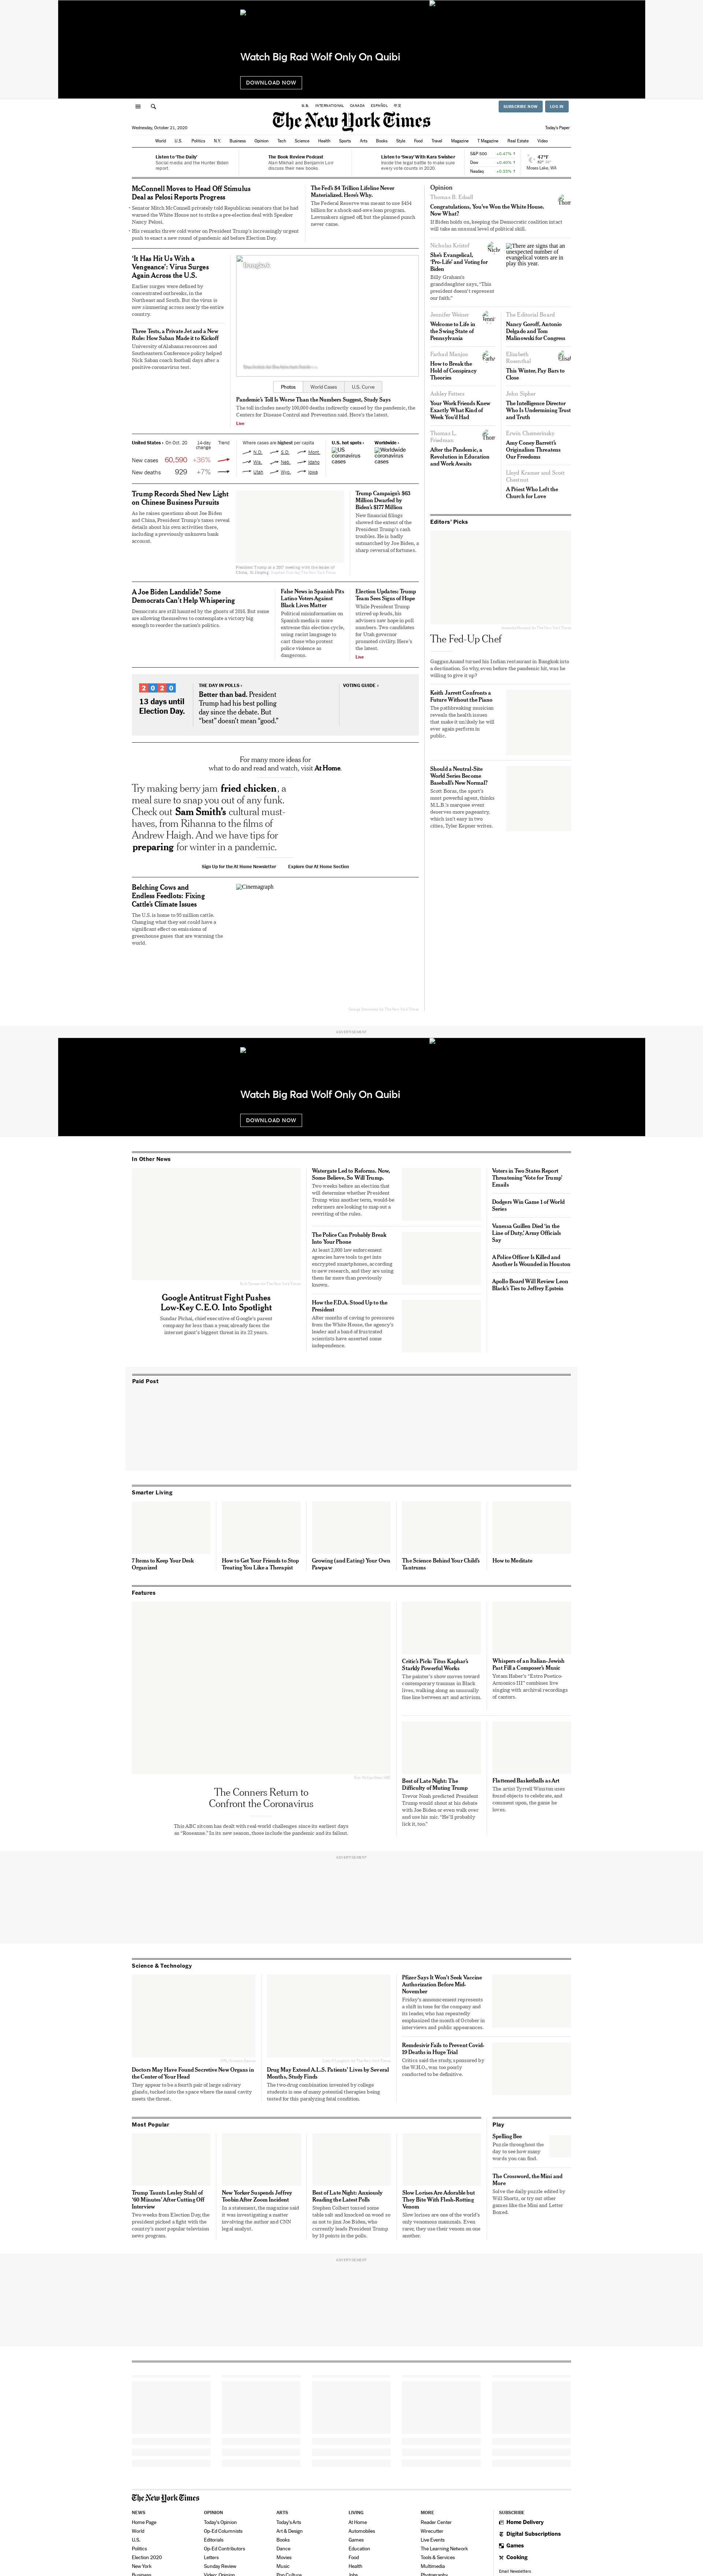 Watch Big Rad Wolf Only On Quibi
DOWNLOAD NOW
INTERNATIONAL CANADA ESPAÑOL 中文
SUBSCRIBE NOW
LOG IN
The New York Times
Wednesday, October 21, 2020
Today's Paper
World U.S. Politics N.Y. Business Opinion Tech Science Health Sports Arts Books Style Food Travel Magazine T Magazine Real Estate Video
Listen to 'The Daily'
Social media and the Hunter Biden
report.
The Book Review Podcast
Alan Mikhail and Benjamin Lorr
discuss their new books.
Listen to 'Sway' With Kara Swisher
Inside the legal battle to make sure
every vote counts in 2020.
S&P 500 +0.47% ↑
Dow +0.40% ↑
Nasdaq +0.33% ↑
47°F
Moses Lake, WA
McConnell Moves to Head Off Stimulus
Deal as Pelosi Reports Progress
• Senator Mitch McConnell privately told Republican senators that he had
warned the White House not to strike a pre-election deal with Speaker
Nancy Pelosi.
• His remarks threw cold water on President Trump's increasingly urgent
push to enact a new round of pandemic aid before Election Day.
The Fed's $4 Trillion Lifeline Never
Materialized. Here's Why.
The Federal Reserve was meant to use $454
billion for a shock-and-awe loan program.
Lawmakers signed off, but the planned punch
never came.
'It Has Hit Us With a
Vengeance': Virus Surges
Again Across the U.S.
Earlier surges were defined by
concentrated outbreaks, in the
Northeast and South. But the virus is
now simmering across nearly the entire
country.
Three Tests, a Private Jet and a New
Rule: How Saban Made it to Kickoff
University of Alabama resources and
Southeastern Conference policy helped
Nick Saban coach football days after a
positive coronavirus test.
Photos World Cases U.S. Curve
Pandemic's Toll Is Worse Than the Numbers Suggest, Study Says
The toll includes nearly 100,000 deaths indirectly caused by the pandemic, the
Centers for Disease Control and Prevention said. Here's the latest.
Live
United States › On Oct. 20 14-day
change Trend
New cases 60,590 +36%
New deaths 929 +7%
Where cases are highest per capita
N.D. S.D. Mont.
Wis. Neb. Idaho
Utah Wyo. Iowa
U.S. hot spots ›
US
coronavirus
cases
Worldwide ›
Worldwide
coronavirus
cases
Trump Records Shed New Light
on Chinese Business Pursuits
As he raises questions about Joe Biden
and China, President Trump's taxes reveal
details about his own activities there,
including a previously unknown bank
account.
President Trump at a 2017 meeting with the leader of
China, Xi Jinping.
Trump Campaign's $63
Million Dwarfed by
Biden's $177 Million
New financial filings
showed the extent of the
President Trump's cash
troubles. He is badly
outmatched by Joe Biden, a
sharp reversal of fortunes.
A Joe Biden Landslide? Some
Democrats Can't Help Whispering
Democrats are still haunted by the ghosts of 2016. But some
are allowing themselves to contemplate a victory big
enough to reorder the nation's politics.
False News in Spanish Pits
Latino Voters Against
Black Lives Matter
Political misinformation on
Spanish media is more
extreme this election cycle,
using racist language to
cast those who protest
police violence as
dangerous.
Election Updates: Trump
Team Sees Signs of Hope
While President Trump
stirred up feuds, his
advisers saw hope in poll
numbers. Two candidates
for Utah governor
promoted civility. Here's
the latest.
Live
2020
13 days until
Election Day.
THE DAY IN POLLS ›
Better than bad. President
Trump had his best polling
day since the debate. But
"best" doesn't mean "good."
VOTING GUIDE ›
For many more ideas for
what to do and read and watch, visit At Home.
Try making berry jam fried chicken, a
meal sure to snap you out of any funk.
Check out Sam Smith's cultural must-
haves, from Rihanna to the films of
Andrew Haigh. And we have tips for
preparing for winter in a pandemic.
Sign Up for the At Home Newsletter
Explore Our At Home Section
Belching Cows and
Endless Feedlots: Fixing
Cattle's Climate Issues
The U.S. is home to 95 million cattle.
Changing what they eat could have a
significant effect on emissions of
greenhouse gases that are warming the
world.
Cinemagraph
Opinion
Thomas B. Edsall
Congratulations, You've Won the White House.
Now What?
If Biden holds on, keeping the Democratic coalition intact
will take an unusual level of political skill.
Nicholas Kristof
She's Evangelical,
'Pro-Life' and Voting for
Biden
Billy Graham's
granddaughter says, "This
president doesn't represent
our faith."
There are signs that an
unexpected number of
evangelical voters are in
play this year.
Jennifer Weiner
Welcome to Life in
the Swing State of
Pennsylvania
The Editorial Board
Nancy Goroff, Antonio
Delgado and Tom
Malinowski for Congress
Farhad Manjoo
How to Break the
Hold of Conspiracy
Theories
Elisabeth
Rosenthal
This Winter, Pay Bars to
Close
Ashley Fetters
Your Work Friends Knew
Exactly What Kind of
Week You'd Had
John Sipher
The Intelligence Director
Who Is Undermining Trust
and Truth
Thomas L.
Friedman
After the Pandemic, a
Revolution in Education
and Work Awaits
Erwin Chemerinsky
Amy Coney Barrett's
Originalism Threatens
Our Freedoms
Lloyd Kramer and Scott
Chestnut
A Priest Who Left the
Church for Love
Editors' Picks
The Fed-Up Chef
Gaggan Anand turned his Indian restaurant in Bangkok into
a destination. So why, even before the pandemic hit, was he
willing to give it up?
Keith Jarrett Confronts a
Future Without the Piano
The pathbreaking musician
reveals the health issues
that make it unlikely he will
ever again perform in
public.
Should a Neutral-Site
World Series Become
Baseball's New Normal?
Scott Boras, the sport's
most powerful agent, thinks
M.L.B.'s marquee event
deserves more pageantry,
which isn't easy in two
cities, Tyler Kepner writes.
ADVERTISEMENT
Watch Big Rad Wolf Only On Quibi
DOWNLOAD NOW
In Other News
Google Antitrust Fight Pushes
Low-Key C.E.O. Into Spotlight
Sundar Pichai, chief executive of Google's parent
company for less than a year, already faces the
internet giant's biggest threat in its 22 years.
Watergate Led to Reforms. Now,
Some Believe, So Will Trump.
Two weeks before an election that
will determine whether President
Trump wins another term, would-be
reformers are looking to map out a
rewriting of the rules.
The Police Can Probably Break
Into Your Phone
At least 2,000 law enforcement
agencies have tools to get into
encrypted smartphones, according
to new research, and they are using
them far more than previously
known.
How the F.D.A. Stood Up to the
President
After months of caving to pressures
from the White House, the agency's
leader and a band of frustrated
scientists have asserted some
independence.
Voters in Two States Report
Threatening 'Vote for Trump'
Emails
Dodgers Win Game 1 of World
Series
Vanessa Guillen Died 'in the
Line of Duty,' Army Officials
Say
A Police Officer Is Killed and
Another Is Wounded in Houston
Apollo Board Will Review Leon
Black's Ties to Jeffrey Epstein
Paid Post
Smarter Living
7 Items to Keep Your Desk
Organized
How to Get Your Friends to Stop
Treating You Like a Therapist
Growing (and Eating) Your Own
Pawpaw
The Science Behind Your Child's
Tantrums
How to Meditate
Features
The Conners Return to
Confront the Coronavirus
This ABC sitcom has dealt with real-world challenges since its earliest days
as "Roseanne." In its new season, those include the pandemic and its fallout.
Critic's Pick: Titus Kaphar's
Starkly Powerful Works
The painter's show moves toward
contemporary traumas in Black
lives, walking along an unusually
fine line between art and activism.
Whispers of an Italian-Jewish
Past Fill a Composer's Music
Yotam Haber's "Estro Poetico-
Armonico III" combines live
singing with archival recordings
of cantors.
Best of Late Night: The
Difficulty of Muting Trump
Trevor Noah predicted President
Trump would shout at his debate
with Joe Biden or even walk over
and use his mic. "He'll probably
lick it, too."
Flattened Basketballs as Art
The artist Tyrrell Winston uses
found objects to celebrate, and
comment upon, the game he
loves.
ADVERTISEMENT
Science & Technology
Doctors May Have Found Secretive New Organs in
the Center of Your Head
They appear to be a fourth pair of large salivary
glands, tucked into the space where the nasal cavity
meets the throat.
Drug May Extend A.L.S. Patients' Lives by Several
Months, Study Finds
The two-drug combination invented by college
students is one of many potential therapies being
tested for this paralyzing fatal condition.
Pfizer Says It Won't Seek Vaccine
Authorization Before Mid-
November
Friday's announcement represents
a shift in tone for the company and
its leader, who has repeatedly
emphasized the month of October in
interviews and public appearances.
Remdesivir Fails to Prevent Covid-
19 Deaths in Huge Trial
Critics said the study, sponsored by
the W.H.O., was too poorly
conducted to be definitive.
Most Popular
Trump Taunts Lesley Stahl of
'60 Minutes' After Cutting Off
Interview
Two weeks from Election Day, the
president picked a fight with the
country's most popular television
news program.
New Yorker Suspends Jeffrey
Toobin After Zoom Incident
In a statement, the magazine said
it was investigating a matter
involving the author and CNN
legal analyst.
Best of Late Night: Anxiously
Reading the Latest Polls
Stephen Colbert tossed some
table salt and knocked on wood so
as not to jinx Joe Biden, who
currently leads President Trump
by 10 points in the polls.
Slow Lorises Are Adorable but
They Bite With Flesh-Rotting
Venom
Slow lorises are one of the world's
only venomous mammals. Even
rarer, they use their venom on one
another.
Play
Spelling Bee
Puzzle throughout the
day to see how many
words you can find.
The Crossword, the Mini and
More
Solve the daily puzzle edited by
Will Shortz, or try out other
games like the Mini and Letter
Boxed.
ADVERTISEMENT
The New York Times
NEWS
Home Page
World
U.S.
Politics
Election 2020
New York
Business
OPINION
Today's Opinion
Op-Ed Columnists
Editorials
Op-Ed Contributors
Letters
Sunday Review
Video: Opinion
ARTS
Today's Arts
Art & Design
Books
Dance
Movies
Music
Pop Culture
LIVING
At Home
Automobiles
Games
Education
Food
Health
Jobs
MORE
Reader Center
Wirecutter
Live Events
The Learning Network
Tools & Services
Multimedia
Photography
SUBSCRIBE
Home Delivery
Digital Subscriptions
Games
Cooking
Email Newsletters